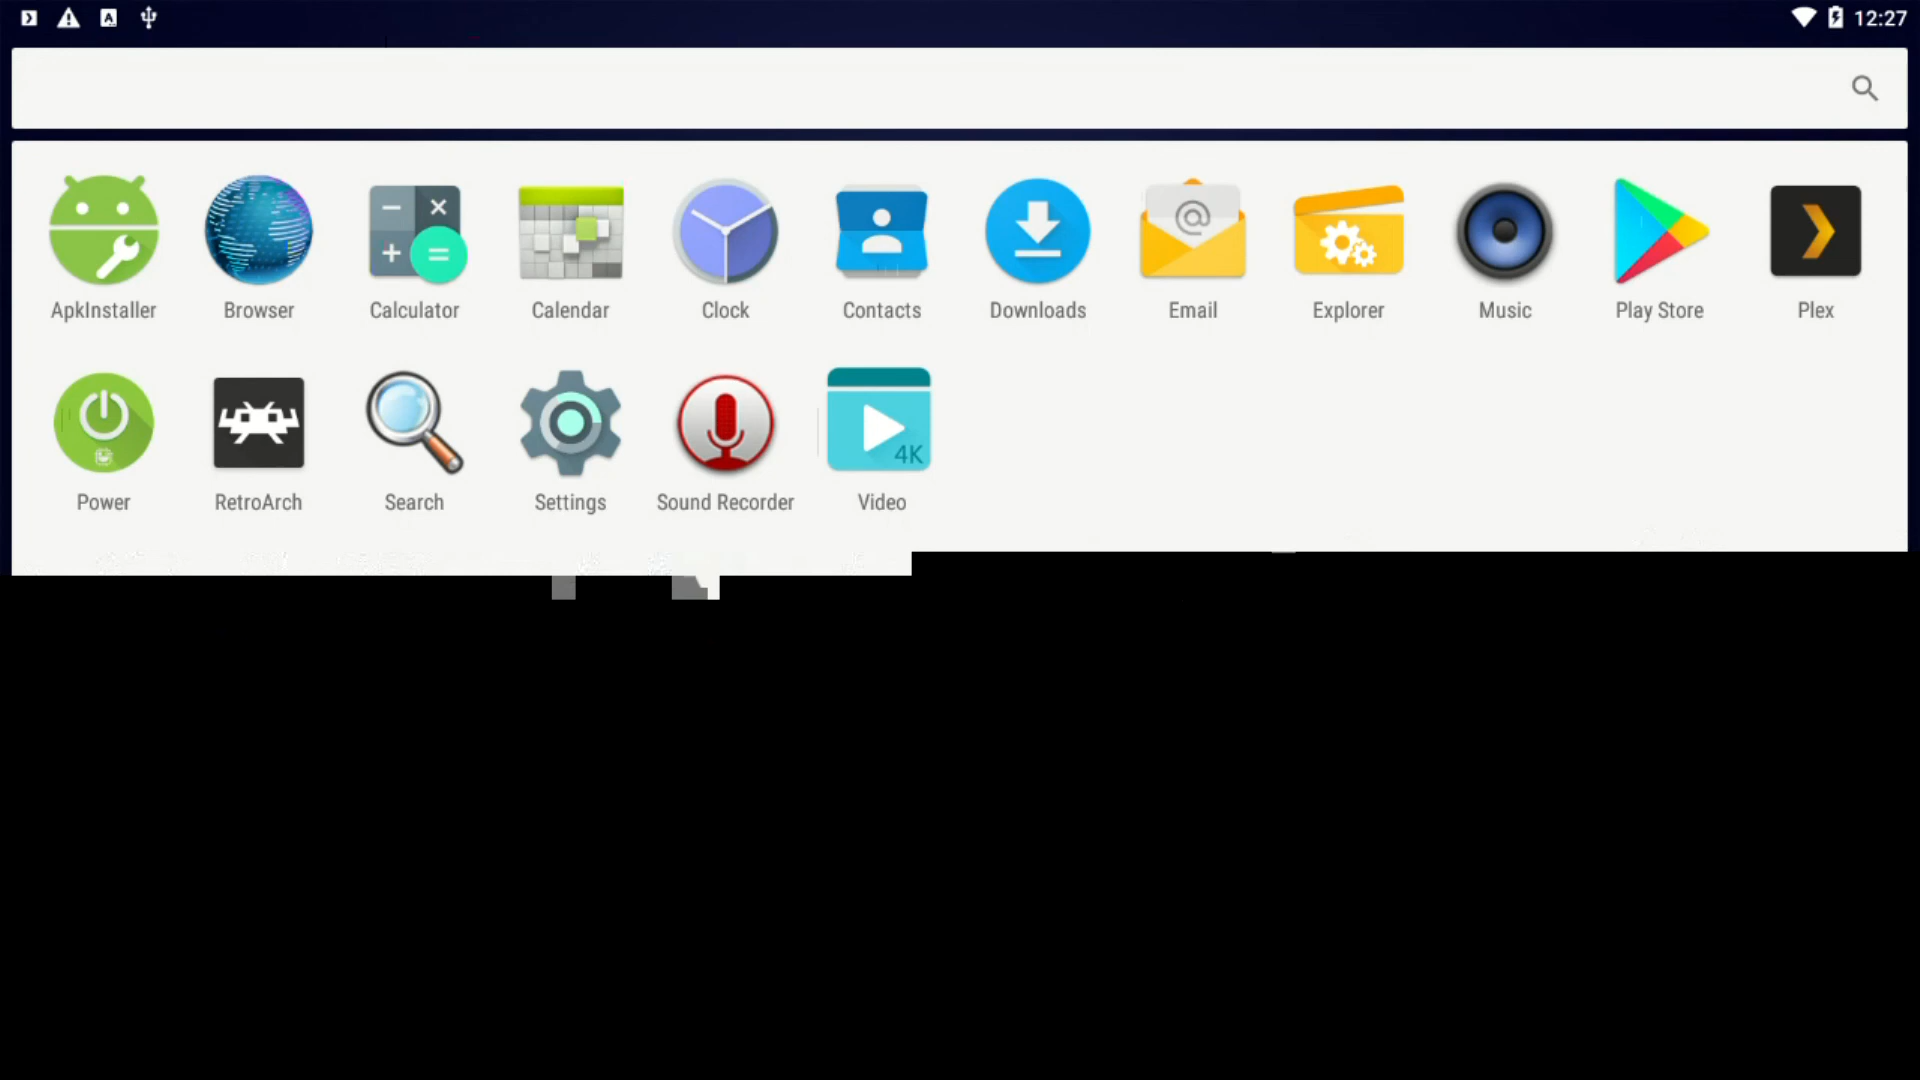 12:27
ApkInstaller Browser Calculator Calendar Clock Contacts Downloads Email Explorer Music Play Store Plex
4K
Power RetroArch Search Settings Sound Recorder Video